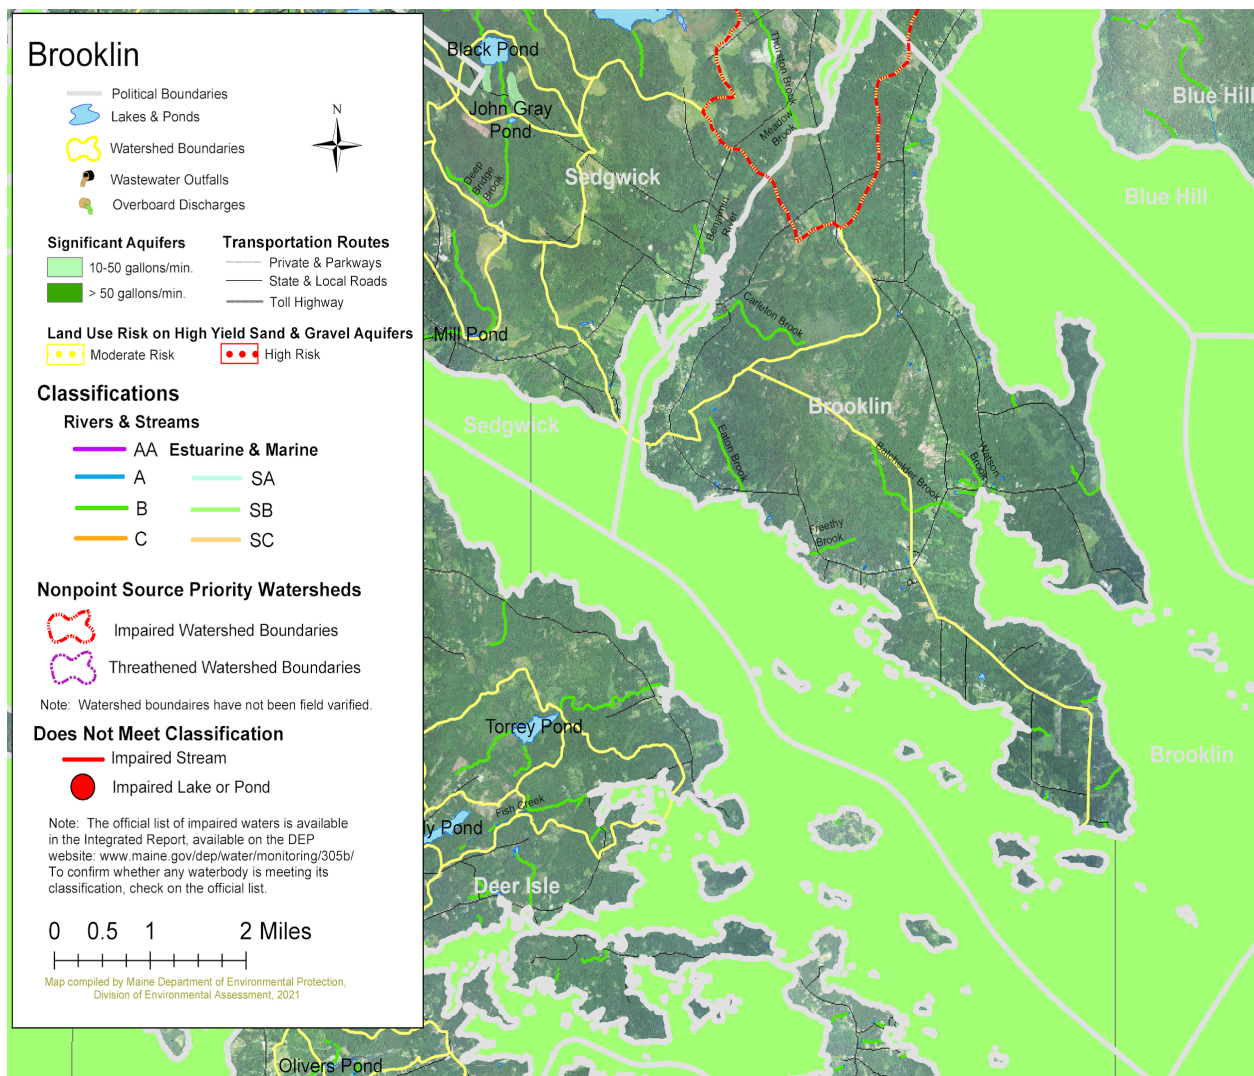 Brooklin
Political Boundaries
Lakes & Ponds
Watershed Boundaries
Wastewater Outfalls
Overboard Discharges
N
Significant Aquifers
10-50 gallons/min.
> 50 gallons/min.
Transportation Routes
Private & Parkways
State & Local Roads
Toll Highway
Land Use Risk on High Yield Sand & Gravel Aquifers
Moderate Risk
High Risk
Classifications
Rivers & Streams
AA
A
B
C
Estuarine & Marine
SA
SB
SC
Nonpoint Source Priority Watersheds
Impaired Watershed Boundaries
Threathened Watershed Boundaries
Note: Watershed boundaires have not been field varified.
Does Not Meet Classification
Impaired Stream
Impaired Lake or Pond
Note: The official list of impaired waters is available
in the Integrated Report, available on the DEP
website: www.maine.gov/dep/water/monitoring/305b/
To confirm whether any waterbody is meeting its
classification, check on the official list.
0 0.5 1 2 Miles
Map compiled by Maine Department of Environmental Protection,
Division of Environmental Assessment, 2021
Black Pond
John Gray
Pond
Deep
Bridge
Brook
Sedgwick
Thurston Brook
Meadow
Brook
Benjamin
River
Blue Hill
Blue Hill
Mill Pond
Carleton Brook
Sedgwick
Brooklin
Eaton Brook
Batcholder Brook
Watson
Brook
Freethy
Brook
Torrey Pond
Fish Creek
ly Pond
Deer Isle
Brooklin
Olivers Pond